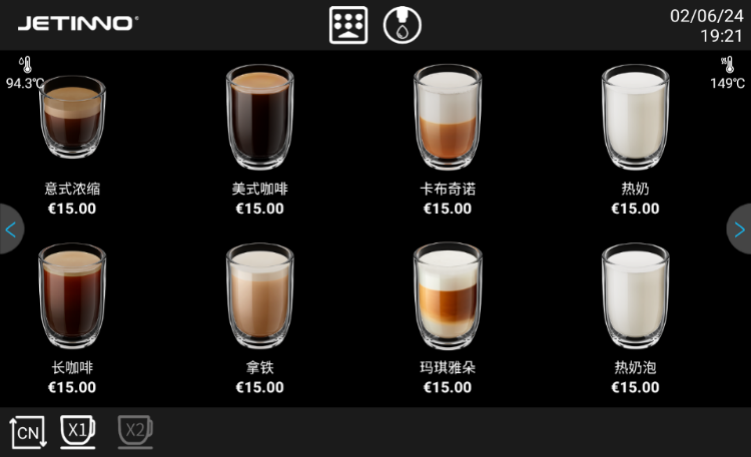 JETINNO
02/06/24
19:21
94.3℃
149℃
意式浓缩
€15.00
美式咖啡
€15.00
卡布奇诺
€15.00
热奶
€15.00
长咖啡
€15.00
拿铁
€15.00
玛琪雅朵
€15.00
热奶泡
€15.00
CN
X1
X2